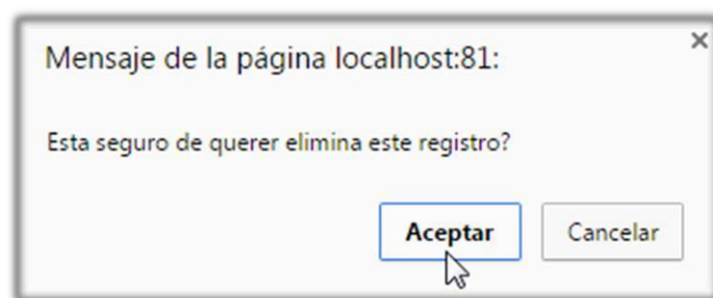 Mensaje de la página localhost:81:
Esta seguro de querer elimina este registro?
Aceptar Cancelar